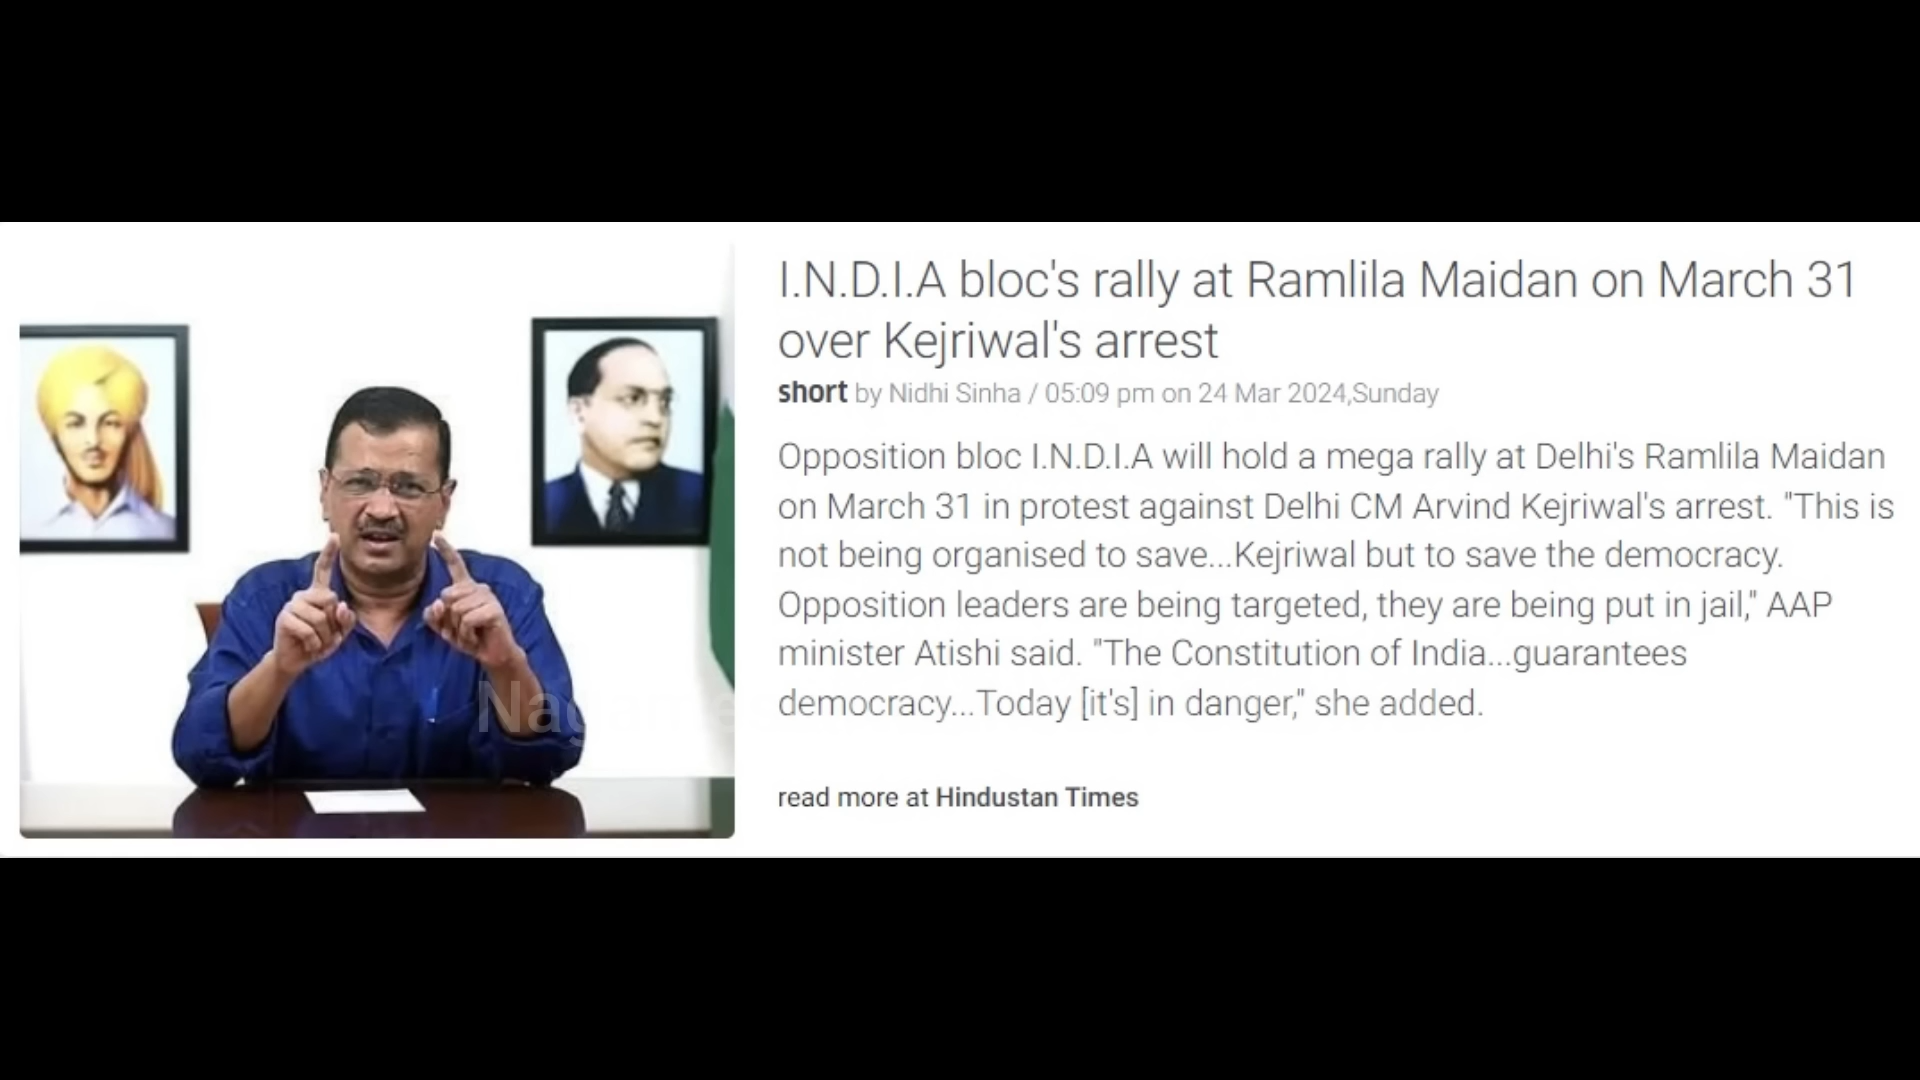 I.N.D.I.A bloc's rally at Ramlila Maidan on March 31
over Kejriwal's arrest
short by Nidhi Sinha / 05:09 pm on 24 Mar 2024,Sunday
Opposition bloc I.N.D.I.A will hold a mega rally at Delhi's Ramlila Maidan
on March 31 in protest against Delhi CM Arvind Kejriwal's arrest. "This is
not being organised to save...Kejriwal but to save the democracy.
Opposition leaders are being targeted, they are being put in jail," AAP
minister Atishi said. "The Constitution of India...guarantees
democracy...Today [it's] in danger," she added.
read more at Hindustan Times